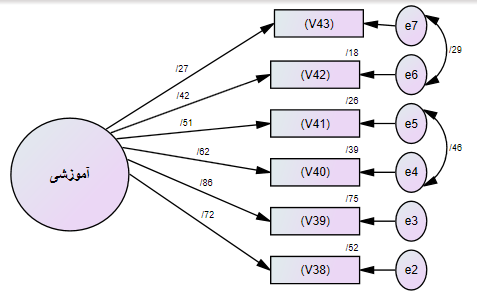 (V43)
e7
/27
/18
/29
(V42)
e6
/42
/26
(V41)
e5
/51
/39
/46
(V40)
e4
/62
آموزشی
/75
(V39)
e3
/86
/52
(V38)
e2
/72